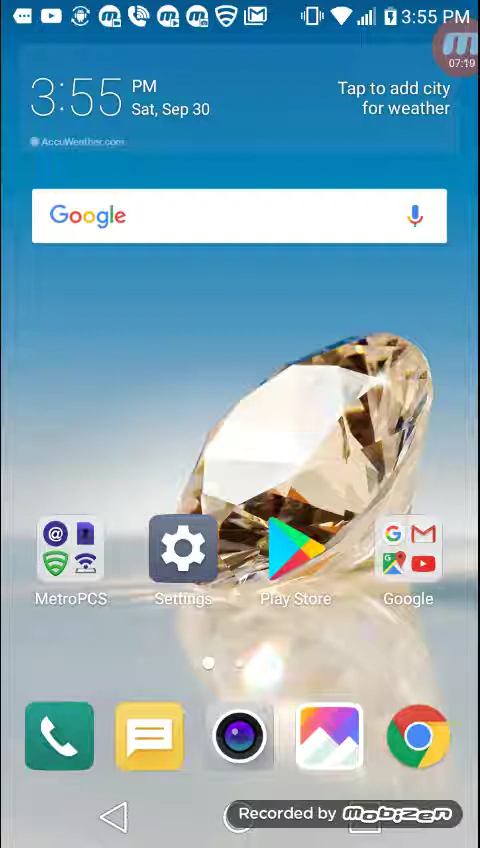 3:55 PM
07:19
3:55 PM
Sat, Sep 30
Tap to add city
for weather
AccuWeather.com
Google
MetroPCS
Settings
Play Store
Google
Recorded by Mobizen